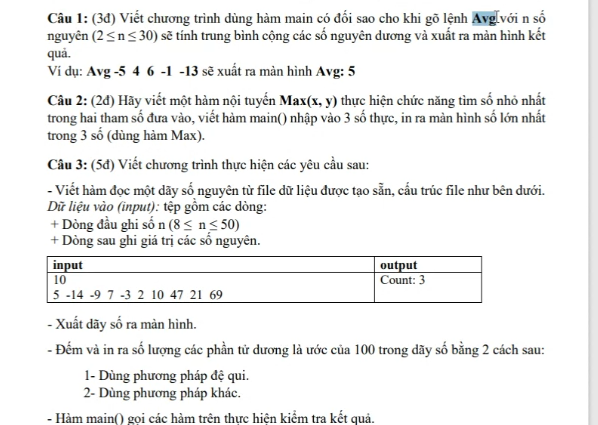 Câu 1: (3đ) Viết chương trình dùng hàm main có đối sao cho khi gõ lệnh Avg với n số
nguyên (2 ≤ n ≤ 30) sẽ tính trung bình cộng các số nguyên dương và xuất ra màn hình kết
quả.
Ví dụ: Avg -5 4 6 -1 -13 sẽ xuất ra màn hình Avg: 5
Câu 2: (2đ) Hãy viết một hàm nội tuyến Max(x, y) thực hiện chức năng tìm số nhỏ nhất
trong hai tham số đưa vào, viết hàm main() nhập vào 3 số thực, in ra màn hình số lớn nhất
trong 3 số (dùng hàm Max).
Câu 3: (5đ) Viết chương trình thực hiện các yêu cầu sau:
- Viết hàm đọc một dãy số nguyên từ file dữ liệu được tạo sẵn, cấu trúc file như bên dưới.
Dữ liệu vào (input): tệp gồm các dòng:
+ Dòng đầu ghi số n (8 ≤ n ≤ 50)
+ Dòng sau ghi giá trị các số nguyên.
input output
10 Count: 3
5 -14 -9 7 -3 2 10 47 21 69
- Xuất dãy số ra màn hình.
- Đếm và in ra số lượng các phần tử dương là ước của 100 trong dãy số bằng 2 cách sau:
1- Dùng phương pháp đệ qui.
2- Dùng phương pháp khác.
- Hàm main() gọi các hàm trên thực hiện kiểm tra kết quả.